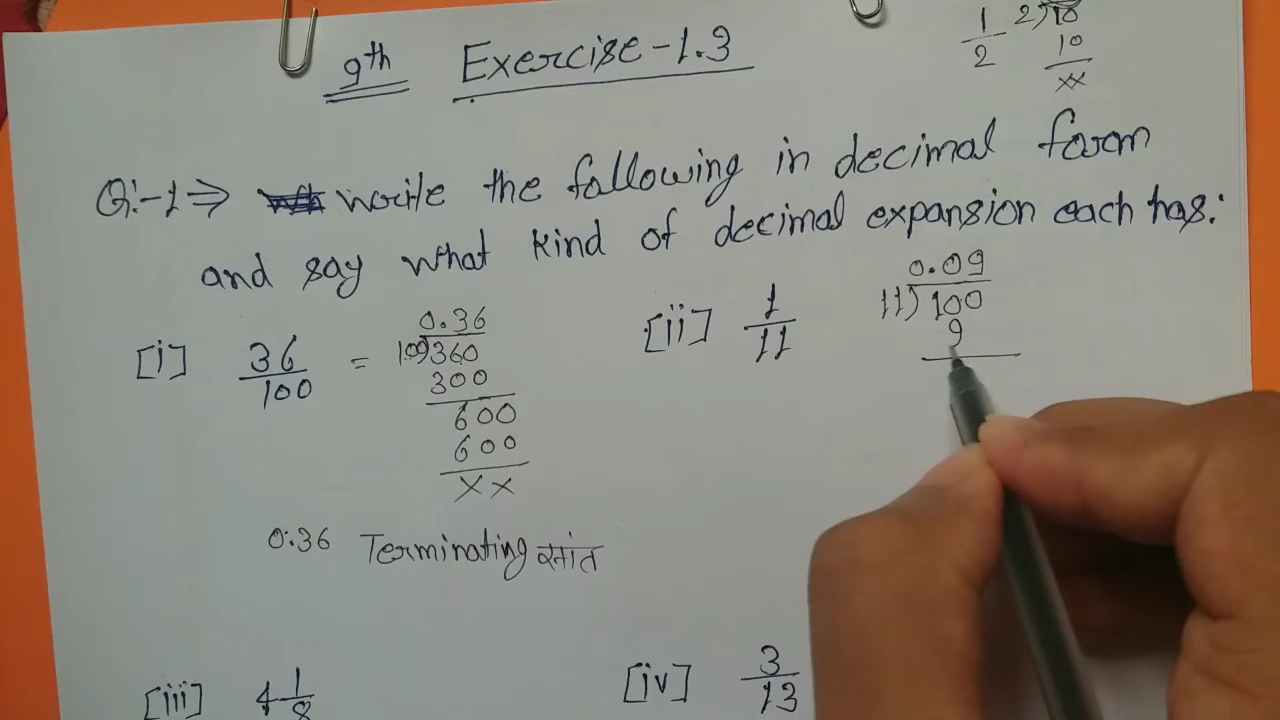 9th Exercise-1.3
1/2 2)10
10
xx
Q:-1⇒ write the following in decimal form
and say what kind of decimal expansion each has:
[i] 36/100 =
0.36
100)360
300
600
600
xx
0.36 Terminating सांत
[ii] 1/11
0.09
11)100
9
[iii] 4 1/8
[iv] 3/13